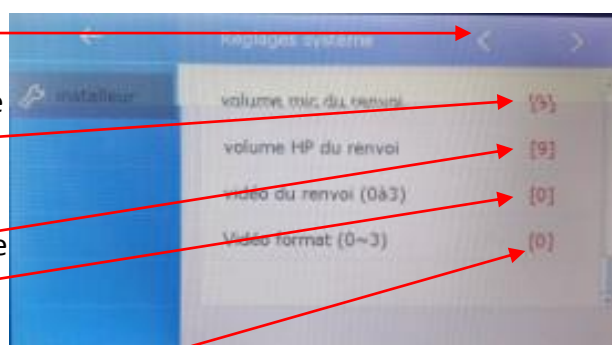 Réglages système
installeur
volume mic du renvoi [9]
volume HP du renvoi [9]
vidéo du renvoi (0à3) [0]
Vidéo format (0~3) [0]
e
e